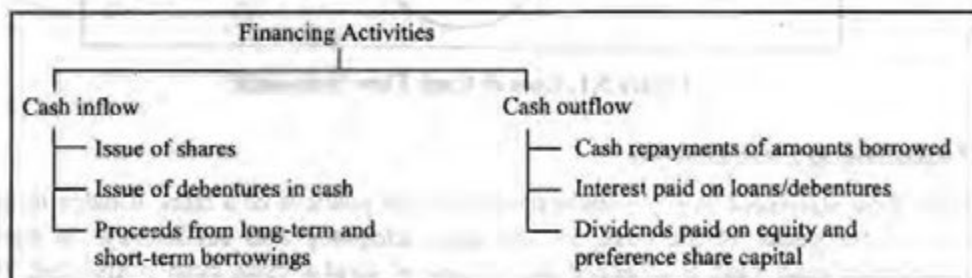 Financing Activities
Cash inflow
Issue of shares
Issue of debentures in cash
Proceeds from long-term and
short-term borrowings
Cash outflow
Cash repayments of amounts borrowed
Interest paid on loans/debentures
Dividends paid on equity and
preference share capital